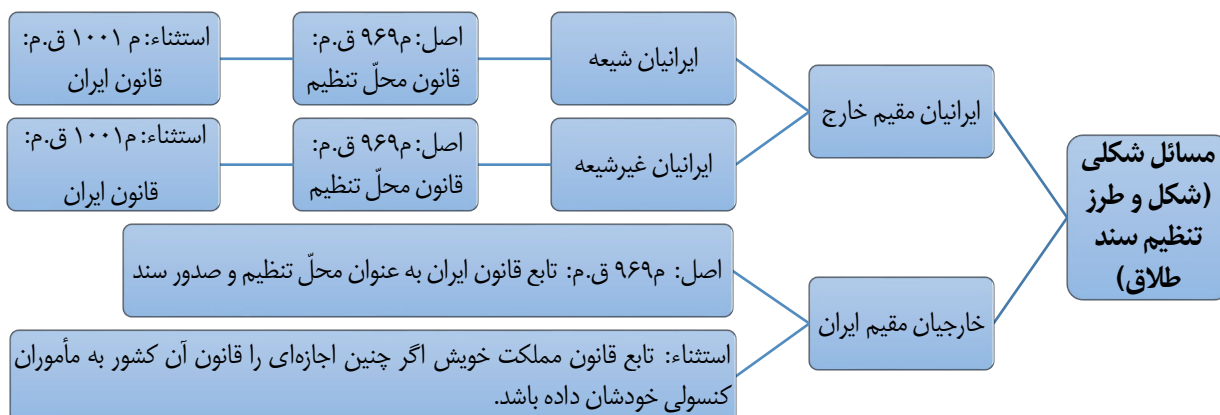 مسائل شکلی
(شکل و طرز
تنظیم سند
طلاق)
ایرانیان مقیم خارج
ایرانیان شیعه
اصل: م۹۶۹ ق.م:
قانون محلّ تنظیم
استثناء: م ۱۰۰۱ ق.م:
قانون ایران
ایرانیان غیرشیعه
اصل: م۹۶۹ ق.م:
قانون محلّ تنظیم
استثناء: م۱۰۰۱ ق.م:
قانون ایران
خارجیان مقیم ایران
اصل: م۹۶۹ ق.م: تابع قانون ایران به عنوان محلّ تنظیم و صدور سند
استثناء: تابع قانون مملکت خویش اگر چنین اجازه‌ای را قانون آن کشور به مأموران
کنسولی خودشان داده باشد.